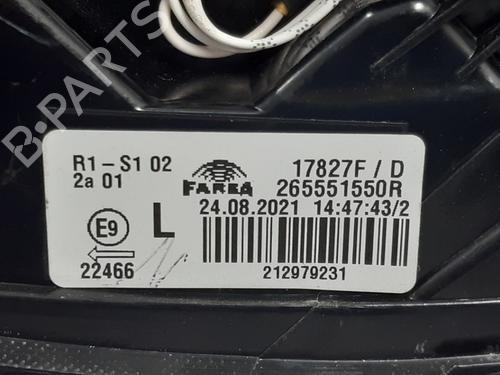 B-PARTS
R1-S1 02
2a 01
FARBA
17827F / D
265551550R
24.08.2021 14:47:43/2
E9
L
22466
212979231